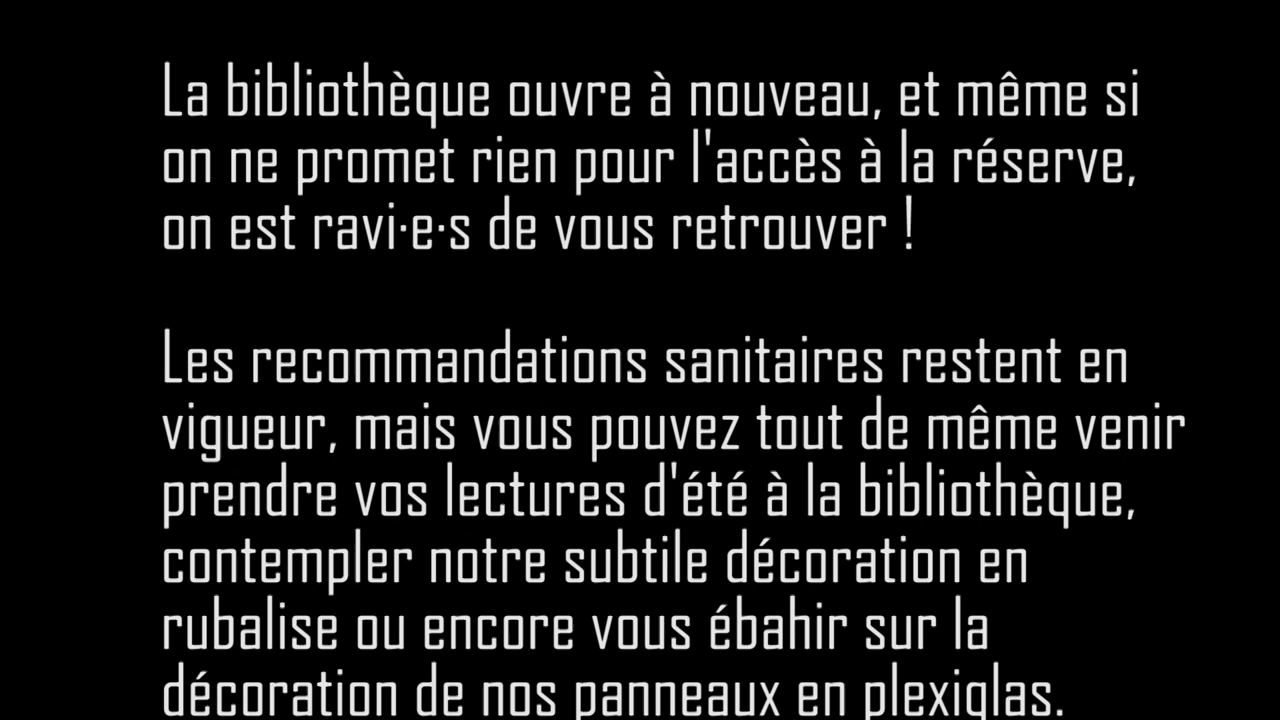 La bibliothèque ouvre à nouveau, et même si
on ne promet rien pour l'accès à la réserve,
on est ravi·e·s de vous retrouver !
Les recommandations sanitaires restent en
vigueur, mais vous pouvez tout de même venir
prendre vos lectures d'été à la bibliothèque,
contempler notre subtile décoration en
rubalise ou encore vous ébahir sur la
décoration de nos panneaux en plexiglas.